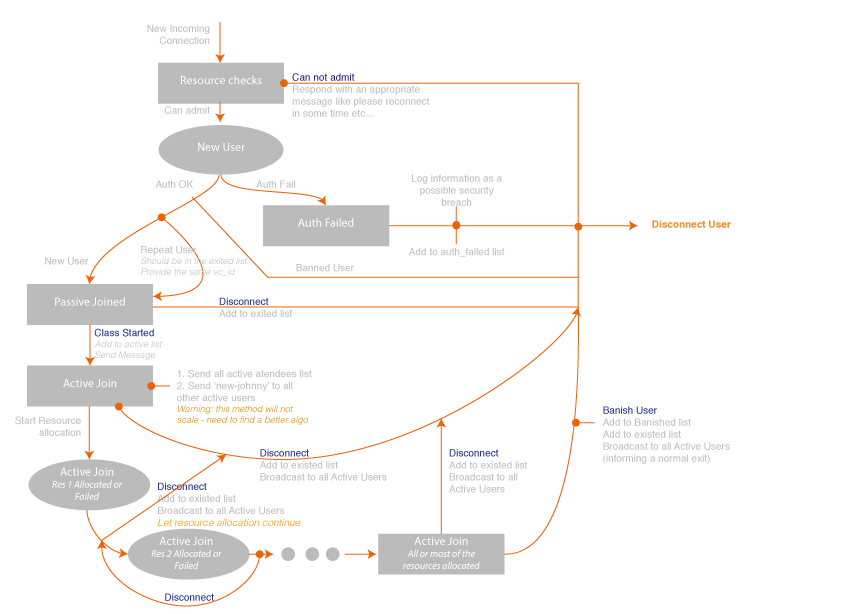 New Incoming
Connection
Resource checks
Can not admit
Respond with an appropriate
message like please reconnect
in some time etc...
Can admit
New User
Auth OK
Auth Fail
Log information as a
possible security
breach
Auth Failed
Disconnect User
Add to auth_failed list
Repeat User
Should be in the exited list
Provide the same vc_id
New User
Banned User
Passive Joined
Disconnect
Add to exited list
Class Started
Add to active list
Send Message
Active Join
1. Send all active atendees list
2. Send 'new-johnny' to all
other active users
Warning: this method will not
scale - need to find a better algo
Start Resource
allocation
Banish User
Add to Banished list
Add to existed list
Broadcast to all Active Users
(informing a normal exit)
Disconnect
Add to existed list
Broadcast to all Active Users
Disconnect
Add to existed list
Broadcast to all
Active Users
Active Join
Res 1 Allocated or
Failed
Disconnect
Add to existed list
Broadcast to all Active Users
Let resource allocation continue
Active Join
Res 2 Allocated or
Failed
Active Join
All or most of the
resources allocated
Disconnect